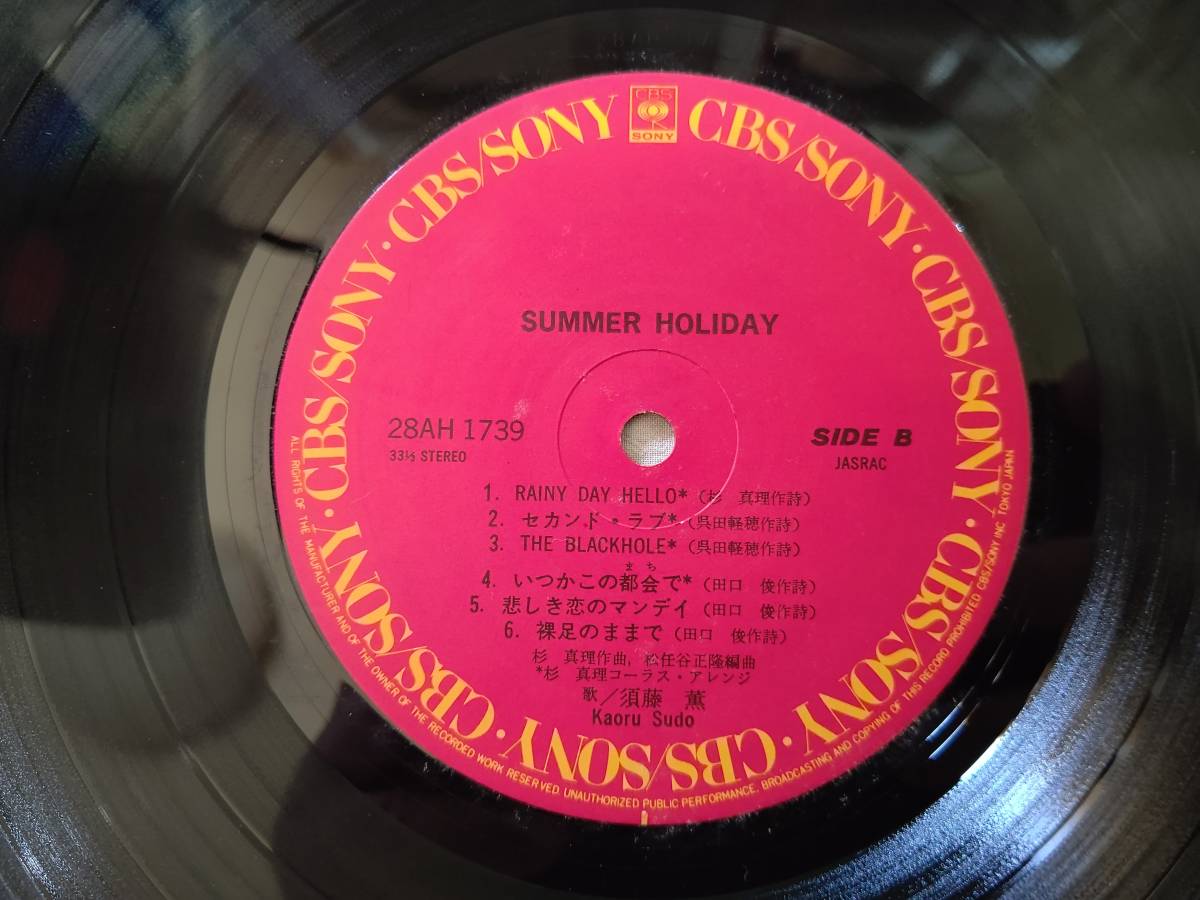 CBS
SONY
CBS/SONY · CBS/SONY · CBS/SONY · CBS/SONY · CBS/SONY · CBS/SONY · CBS/SONY · CBS/SONY
SUMMER HOLIDAY
28AH 1739
33⅓ STEREO
SIDE B
JASRAC
1. RAINY DAY HELLO* (杉 真理作詩)
2. セカンド・ラブ* (呉田軽穂作詩)
3. THE BLACKHOLE* (呉田軽穂作詩)
まち
4. いつかこの都会で* (田口 俊作詩)
5. 悲しき恋のマンデイ (田口 俊作詩)
6. 裸足のままで (田口 俊作詩)
杉 真理作曲, 松任谷正隆編曲
*杉 真理コーラス・アレンジ
歌/須藤 薫
Kaoru Sudo
ALL RIGHTS OF THE MANUFACTURER AND OF THE OWNER OF THE RECORDED WORK RESERVED. UNAUTHORIZED PUBLIC PERFORMANCE, BROADCASTING AND COPYING OF THIS RECORD PROHIBITED CBS/SONY INC TOKYO JAPAN